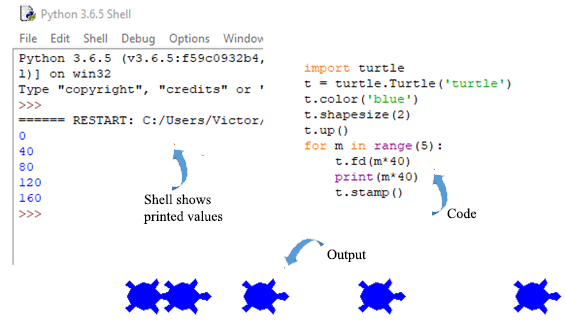 Python 3.6.5 Shell
File Edit Shell Debug Options Window
Python 3.6.5 (v3.6.5:f59c0932b4,
l)] on win32
Type "copyright", "credits" or '
>>>
====== RESTART: C:/Users/Victor/
0
40
80
120
160
>>>
Shell shows
printed values
import turtle
t = turtle.Turtle('turtle')
t.color('blue')
t.shapesize(2)
t.up()
for m in range(5):
    t.fd(m*40)
    print(m*40)
    t.stamp()
Code
Output